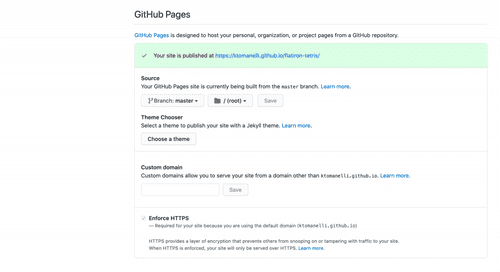 GitHub Pages
GitHub Pages is designed to host your personal, organization, or project pages from a GitHub repository.
Your site is published at https://ktomanelli.github.io/flatiron-tetris/
Source
Your GitHub Pages site is currently being built from the master branch. Learn more.
Branch: master
/ (root)
Save
Theme Chooser
Select a theme to publish your site with a Jekyll theme. Learn more.
Choose a theme
Custom domain
Custom domains allow you to serve your site from a domain other than ktomanelli.github.io. Learn more.
Save
Enforce HTTPS
— Required for your site because you are using the default domain (ktomanelli.github.io)
HTTPS provides a layer of encryption that prevents others from snooping on or tampering with traffic to your site.
When HTTPS is enforced, your site will only be served over HTTPS. Learn more.